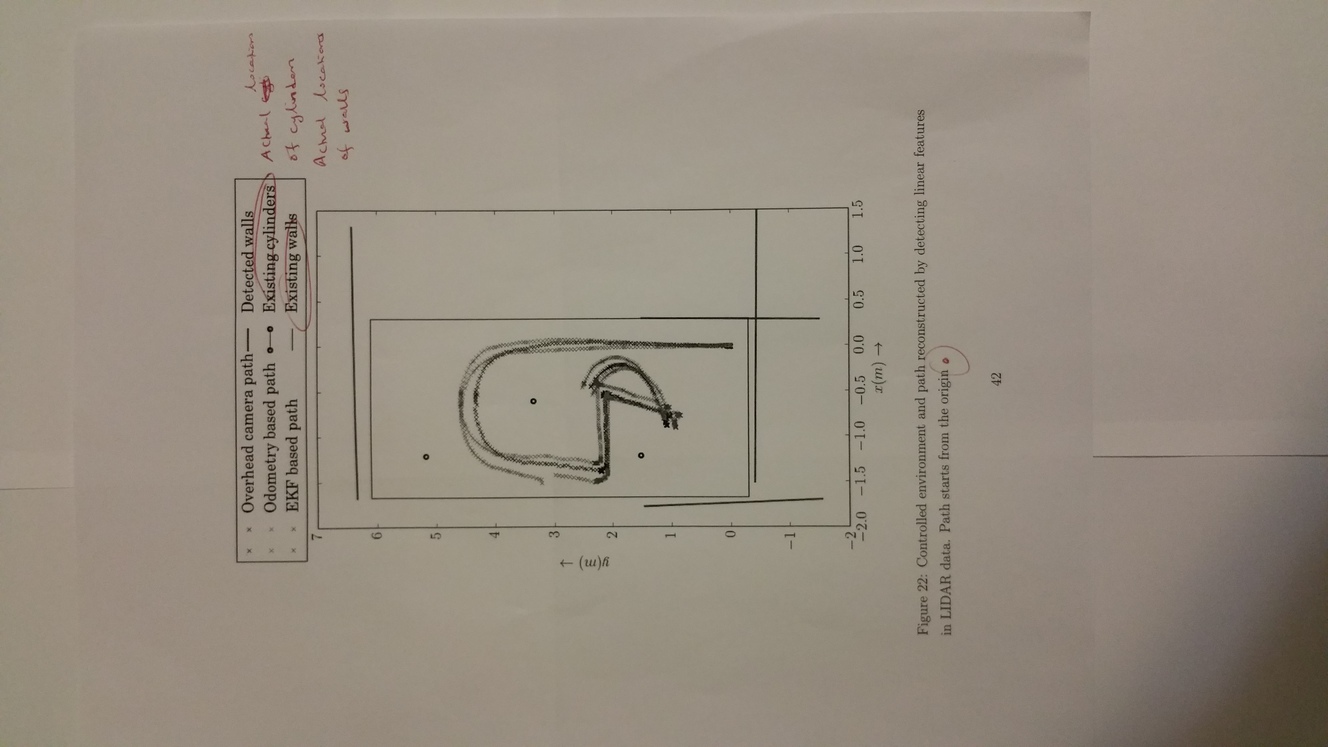 × Overhead camera path — Detected walls
× Odometry based path o—o Existing cylinders
× EKF based path — Existing walls
Actual location
of cylinders
Actual locations
of walls
7
6
5
4
3
2
1
0
−1
−2
y(m) →
−2.0 −1.5 −1.0 −0.5 0.0 0.5 1.0 1.5
x(m) →
Figure 22: Controlled environment and path reconstructed by detecting linear features
in LIDAR data. Path starts from the origin .
42